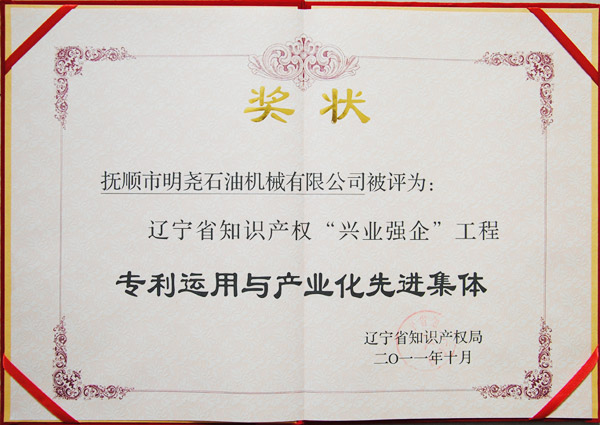 奖状
抚顺市明尧石油机械有限公司被评为：
辽宁省知识产权“兴业强企”工程
专利运用与产业化先进集体
辽宁省知识产权局
二〇一一年十月